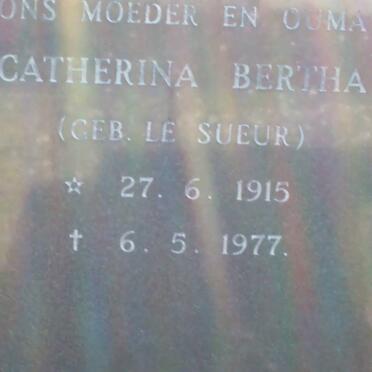 ONS MOEDER EN OUMA
CATHERINA BERTHA
(GEB. LE SUEUR)
☆ 27. 6. 1915
† 6. 5. 1977.